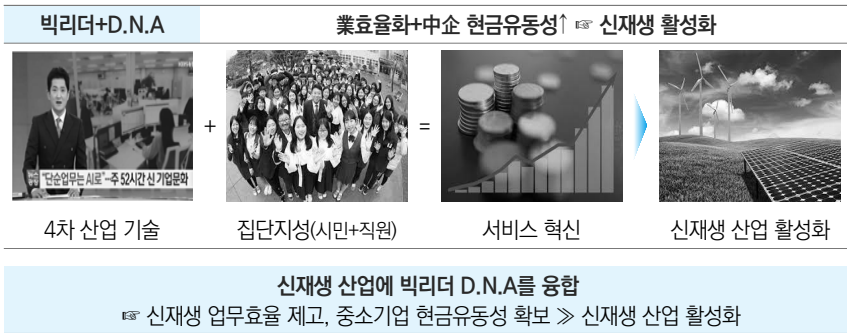 빅리더+D.N.A
業효율화+中企 현금유동성↑ ☞ 신재생 활성화
"단순업무는 AI로"…주 52시간 신 기업문화
+
=
4차 산업 기술
집단지성(시민+직원)
서비스 혁신
신재생 산업 활성화
신재생 산업에 빅리더 D.N.A를 융합
☞ 신재생 업무효율 제고, 중소기업 현금유동성 확보 ≫ 신재생 산업 활성화